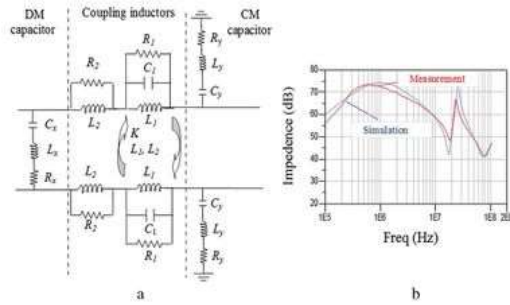 DM capacitor
Coupling inductors
CM capacitor
R2
R1
C1
L2
L1
Ry
Ly
Cy
Cx
Lx
Rx
K
L1, L2
L2
L1
R2
C1
R1
Cy
Ly
Ry
a
Impedence (dB)
80
70
60
50
40
30
20
Measurement
Simulation
1E5
1E6
1E7
1E8
2E8
Freq (Hz)
b